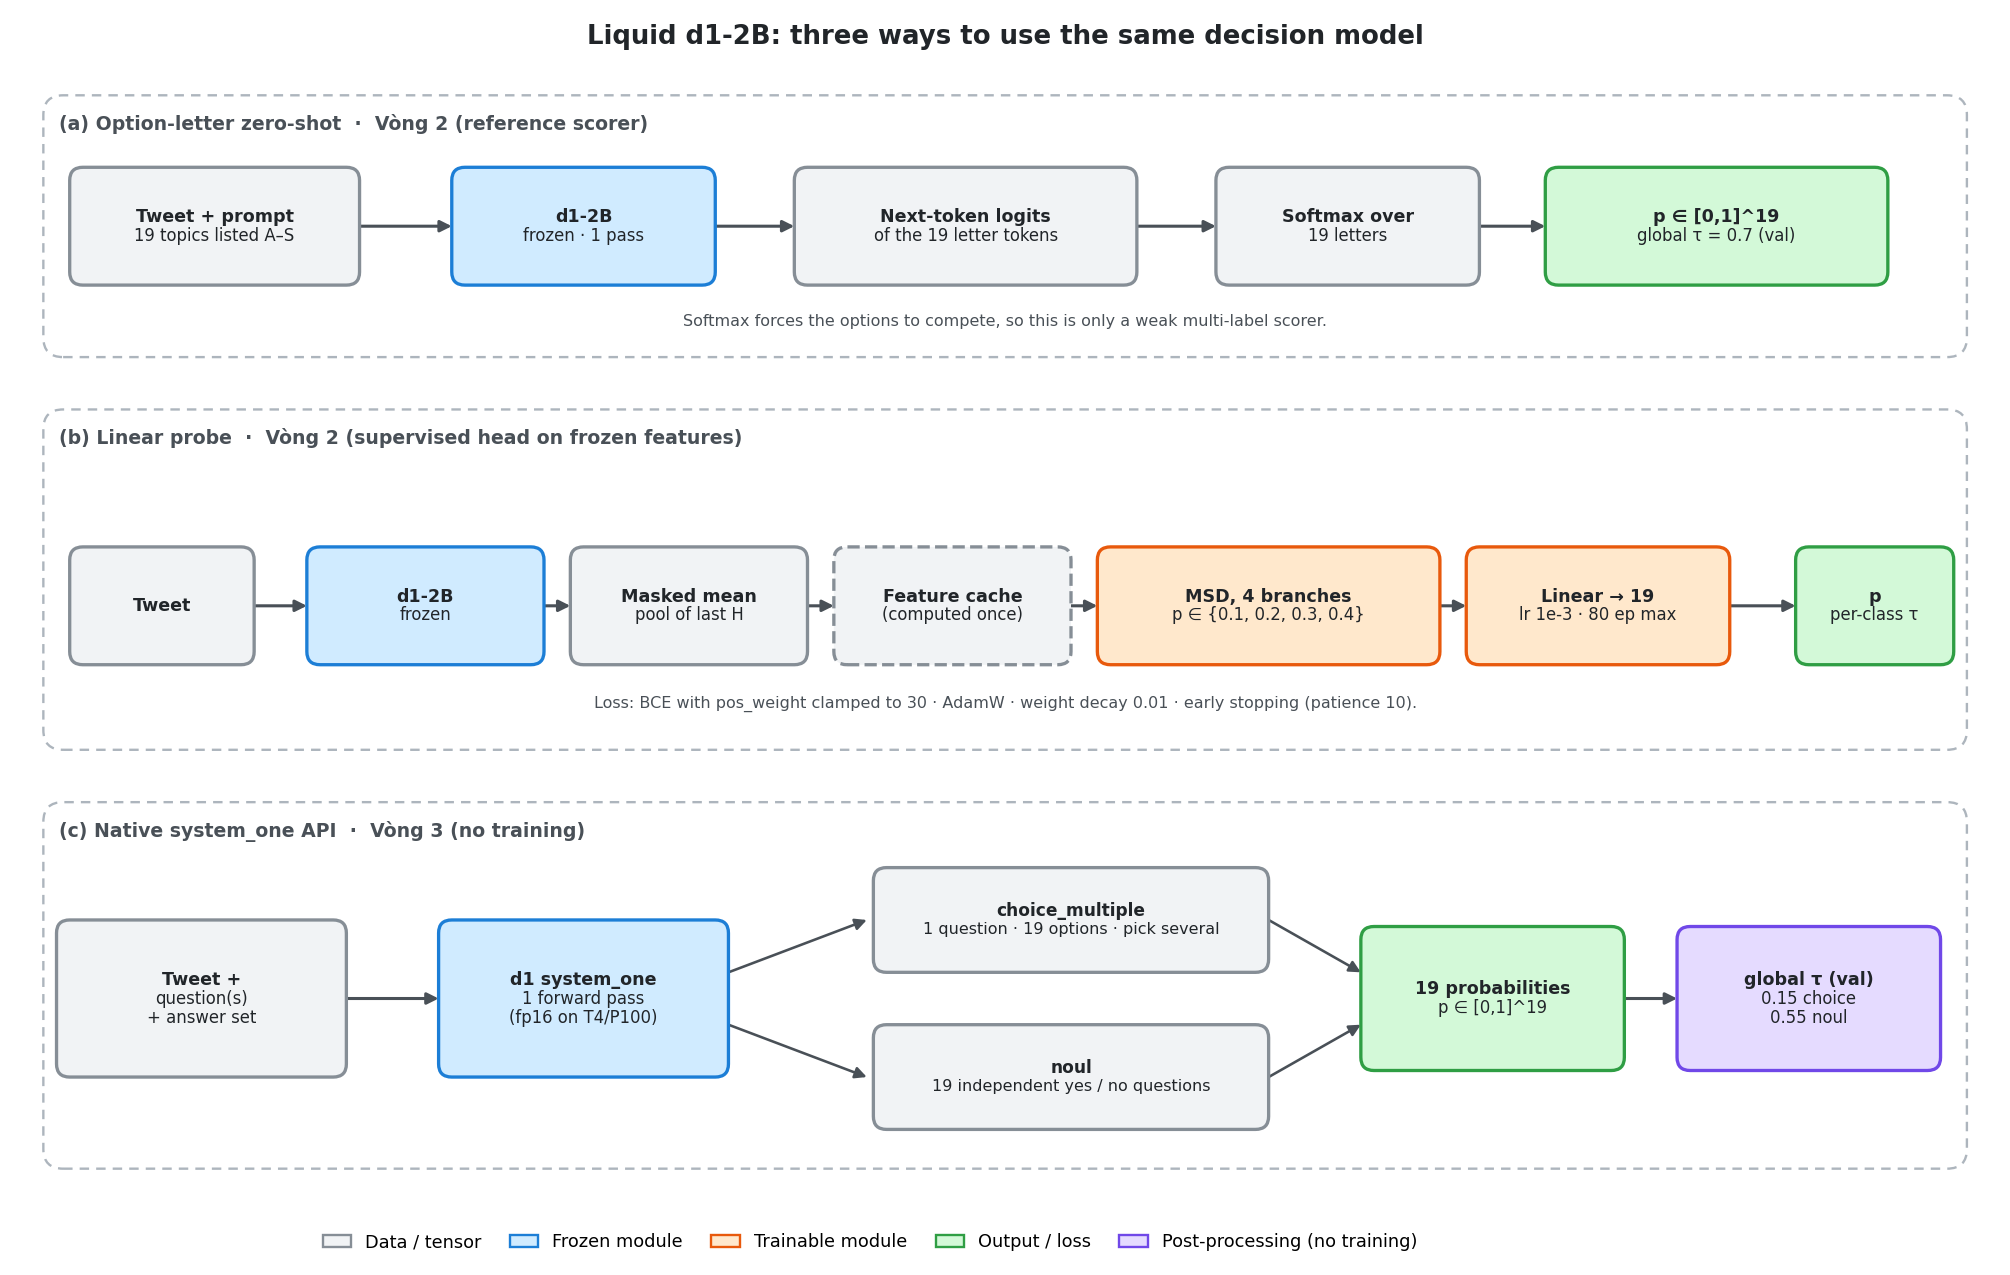 Liquid d1-2B: three ways to use the same decision model
(a) Option-letter zero-shot · Vòng 2 (reference scorer)
Tweet + prompt
19 topics listed A–S
d1-2B
frozen · 1 pass
Next-token logits
of the 19 letter tokens
Softmax over
19 letters
p ∈ [0,1]^19
global τ = 0.7 (val)
Softmax forces the options to compete, so this is only a weak multi-label scorer.
(b) Linear probe · Vòng 2 (supervised head on frozen features)
Tweet
d1-2B
frozen
Masked mean
pool of last H
Feature cache
(computed once)
MSD, 4 branches
p ∈ {0.1, 0.2, 0.3, 0.4}
Linear → 19
lr 1e-3 · 80 ep max
p
per-class τ
Loss: BCE with pos_weight clamped to 30 · AdamW · weight decay 0.01 · early stopping (patience 10).
(c) Native system_one API · Vòng 3 (no training)
Tweet +
question(s)
+ answer set
d1 system_one
1 forward pass
(fp16 on T4/P100)
choice_multiple
1 question · 19 options · pick several
noul
19 independent yes / no questions
19 probabilities
p ∈ [0,1]^19
global τ (val)
0.15 choice
0.55 noul
Data / tensor
Frozen module
Trainable module
Output / loss
Post-processing (no training)